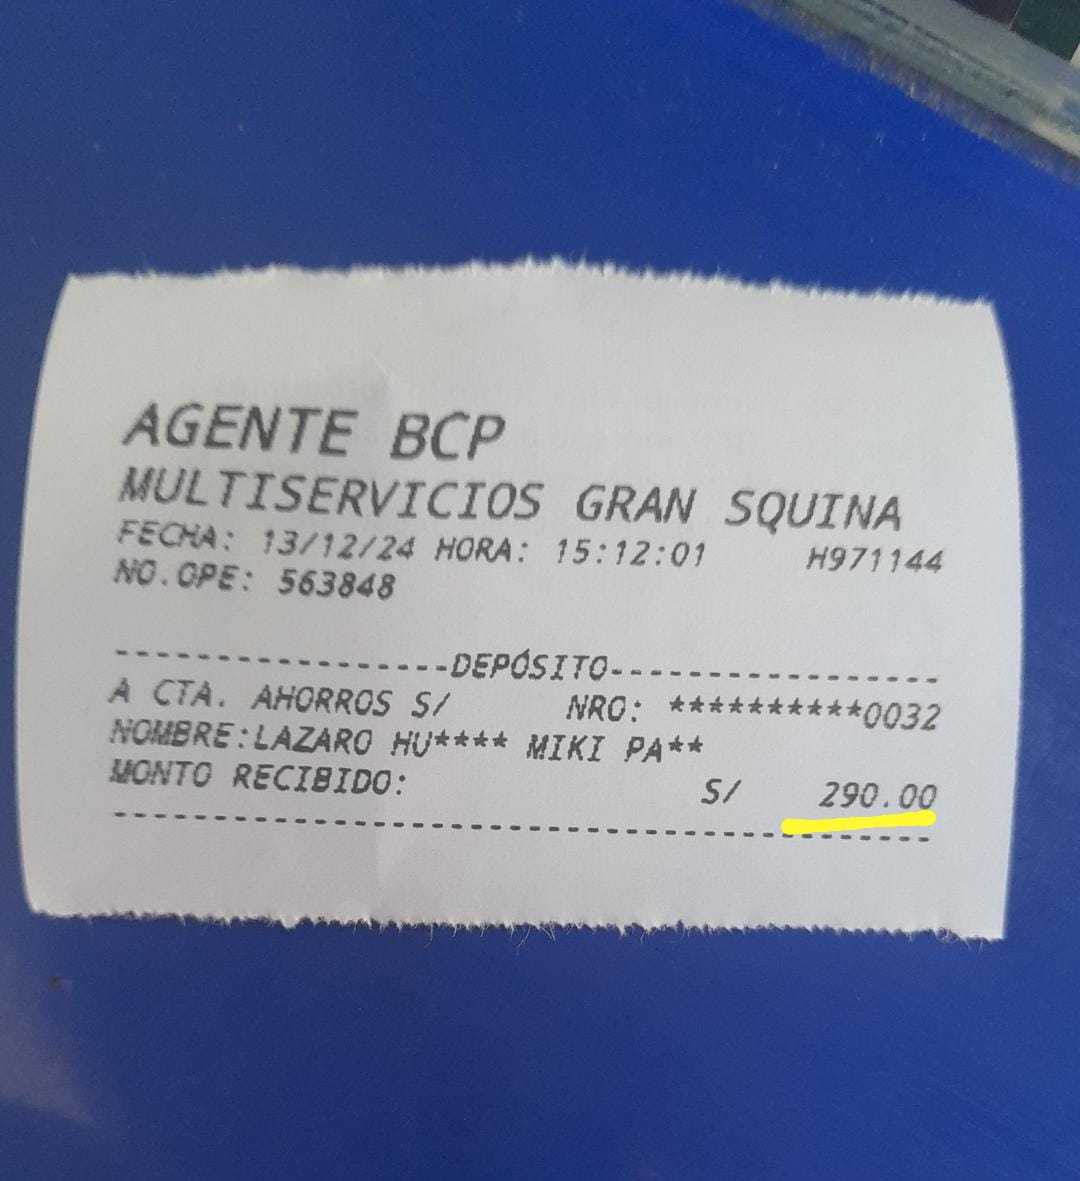 AGENTE BCP
MULTISERVICIOS GRAN SQUINA
FECHA: 13/12/24 HORA: 15:12:01 H971144
NO.OPE: 563848
-----------------DEPÓSITO-----------------
A CTA. AHORROS S/ NRO: **********0032
NOMBRE:LAZARO HU**** MIKI PA**
MONTO RECIBIDO: S/ 290.00